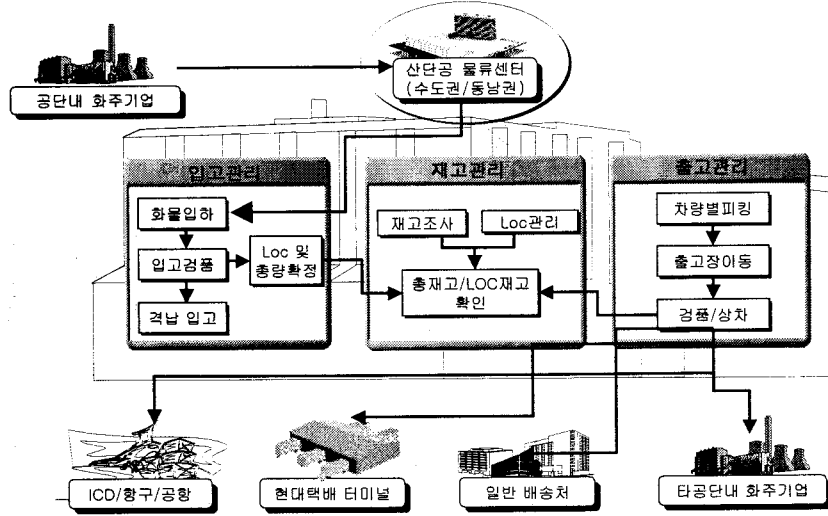 공단내 화주기업
산단공 물류센터
(수도권/동남권)
입고관리
화물입하
입고검품
격납 입고
Loc 및
총량확정
재고관리
재고조사
Loc관리
총재고/LOC재고
확인
출고관리
차량별피킹
출고장이동
검품/상차
ICD/항구/공항
현대택배 터미널
일반 배송처
타공단내 화주기업